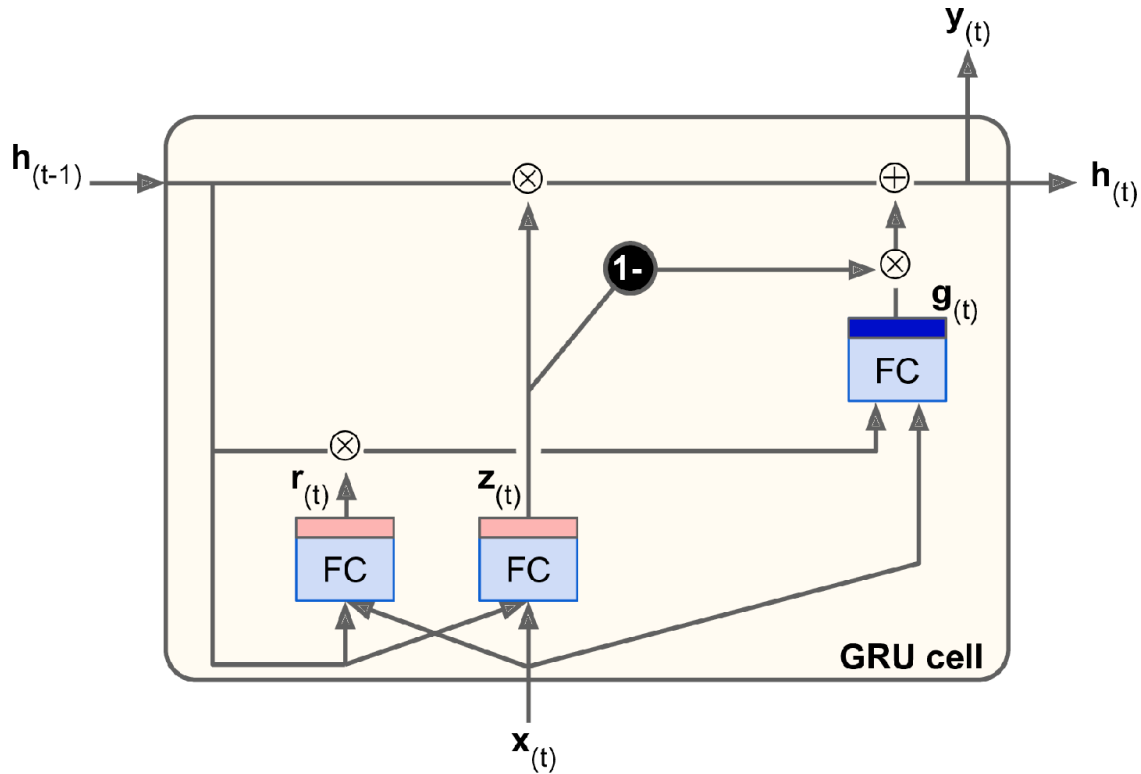 y(t)
h(t-1)
h(t)
1-
g(t)
FC
r(t)
z(t)
FC
FC
GRU cell
x(t)